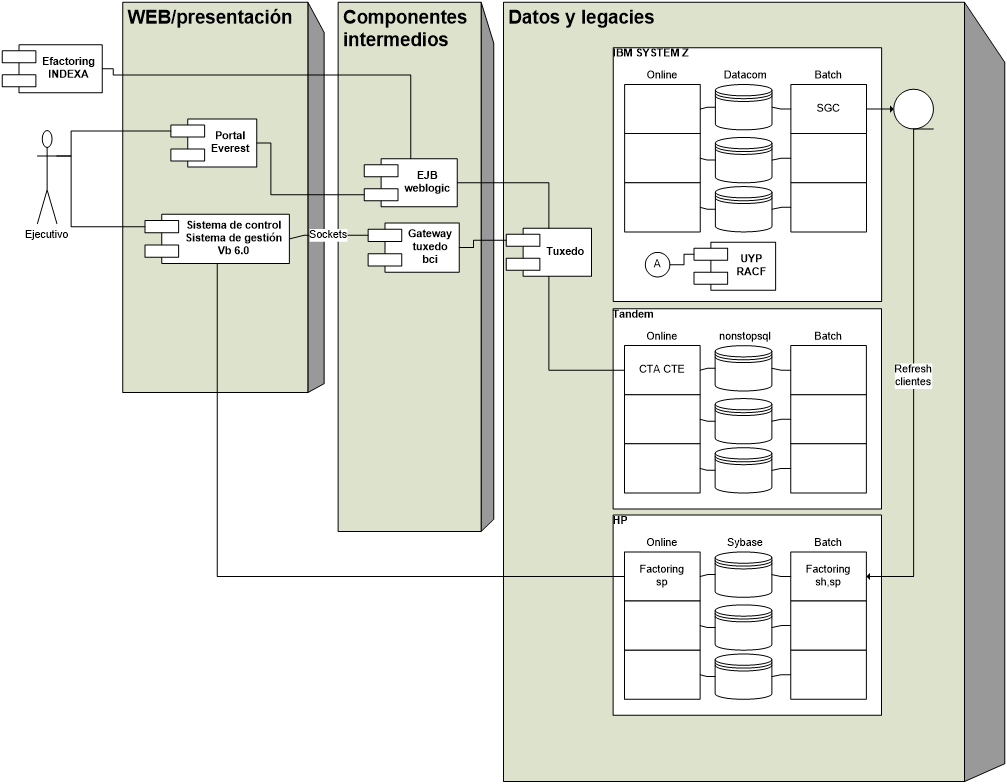 WEB/presentación
Componentes
intermedios
Datos y legacies
Efactoring
INDEXA
Ejecutivo
Portal
Everest
Sistema de control
Sistema de gestión
Vb 6.0
Sockets
EJB
weblogic
Gateway
tuxedo
bci
Tuxedo
IBM SYSTEM Z
Online
Datacom
Batch
SGC
A
UYP
RACF
Tandem
Online
nonstopsql
Batch
CTA CTE
Refresh
clientes
HP
Online
Sybase
Batch
Factoring
sp
Factoring
sh,sp